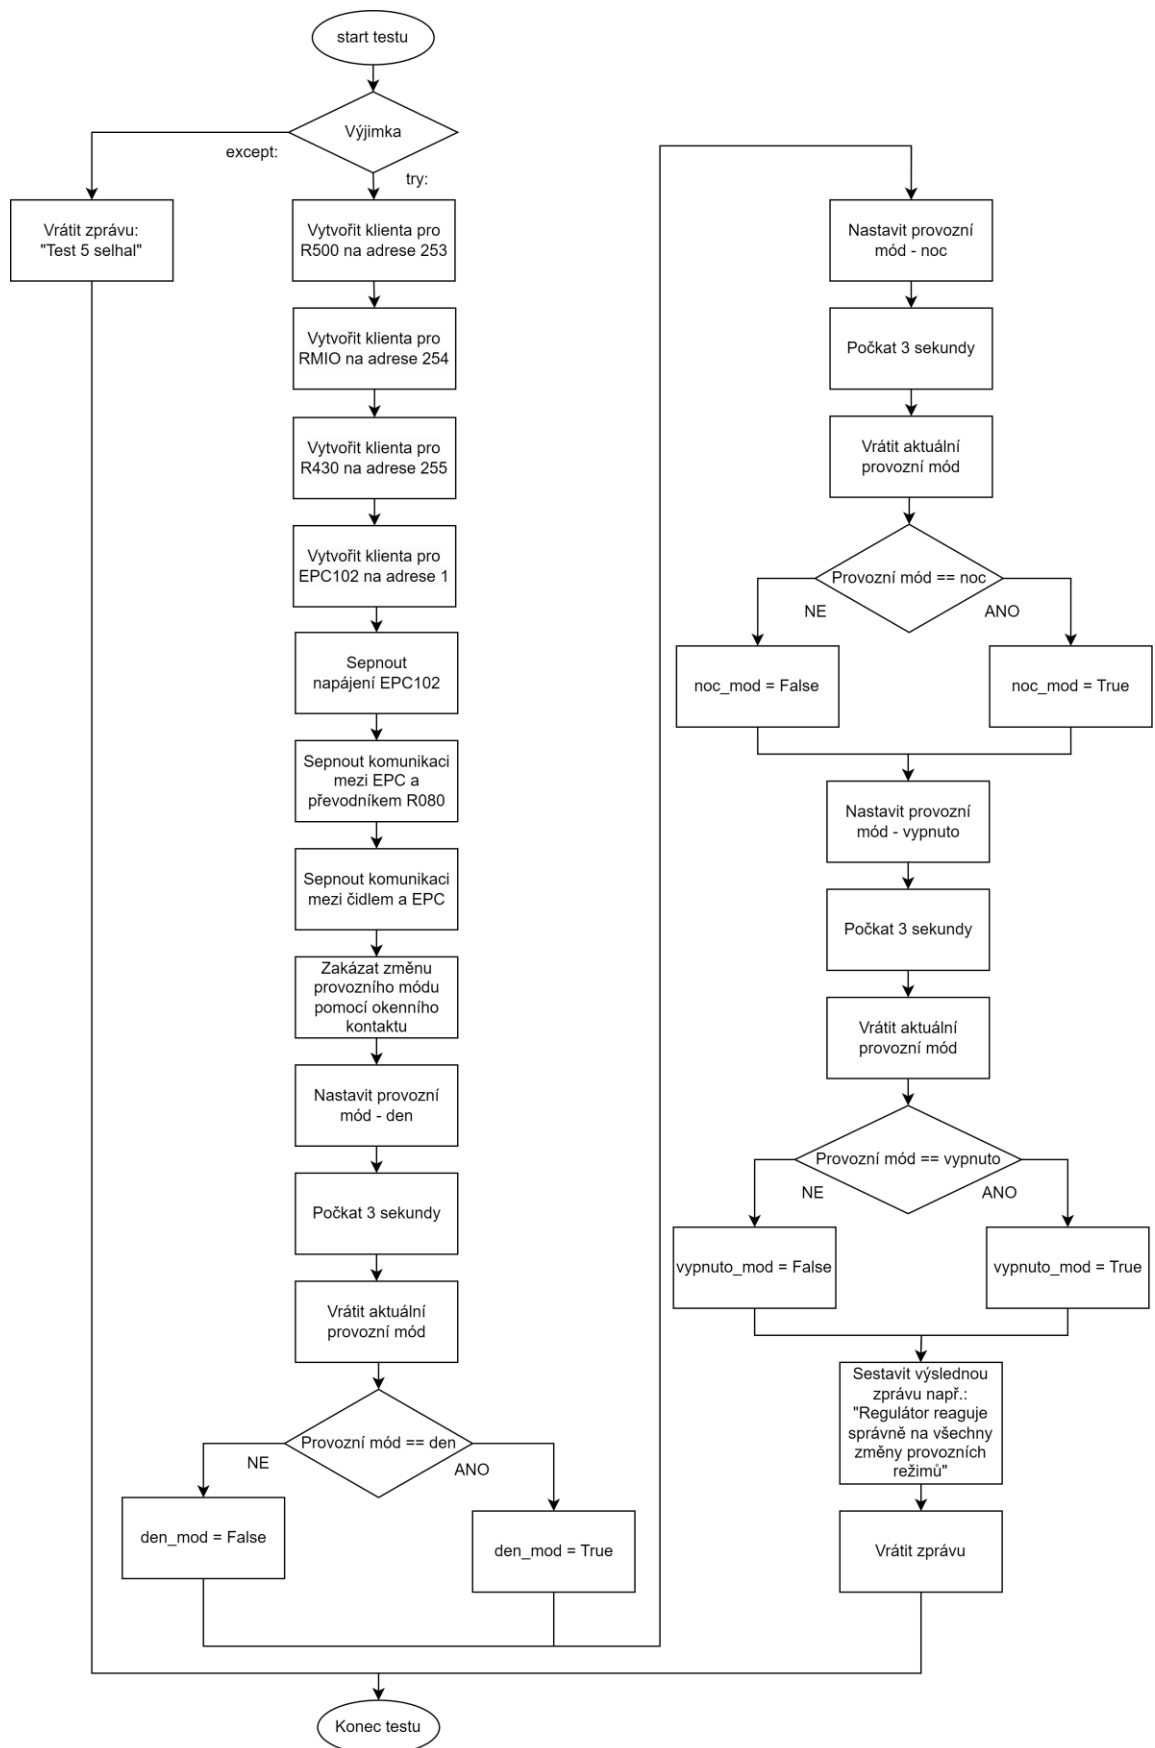 start testu
Výjimka
except:
try:
Vrátit zprávu:
"Test 5 selhal"
Vytvořit klienta pro
R500 na adrese 253
Vytvořit klienta pro
RMIO na adrese 254
Vytvořit klienta pro
R430 na adrese 255
Vytvořit klienta pro
EPC102 na adrese 1
Sepnout
napájení EPC102
Sepnout komunikaci
mezi EPC a
převodníkem R080
Sepnout komunikaci
mezi čidlem a EPC
Zakázat změnu
provozního módu
pomocí okenního
kontaktu
Nastavit provozní
mód - den
Počkat 3 sekundy
Vrátit aktuální
provozní mód
Provozní mód == den
NE
ANO
den_mod = False
den_mod = True
Nastavit provozní
mód - noc
Počkat 3 sekundy
Vrátit aktuální
provozní mód
Provozní mód == noc
NE
ANO
noc_mod = False
noc_mod = True
Nastavit provozní
mód - vypnuto
Počkat 3 sekundy
Vrátit aktuální
provozní mód
Provozní mód == vypnuto
NE
ANO
vypnuto_mod = False
vypnuto_mod = True
Sestavit výslednou
zprávu např.:
"Regulátor reaguje
správně na všechny
změny provozních
režimů"
Vrátit zprávu
Konec testu